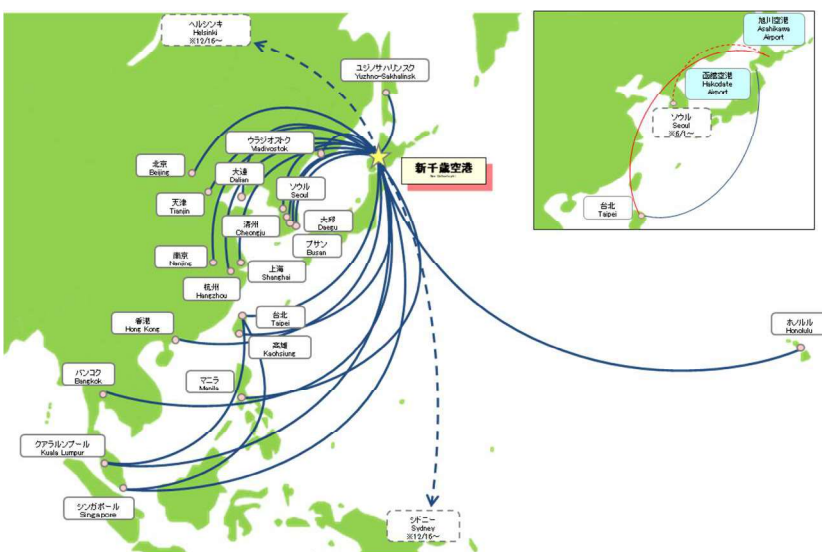 ヘルシンキ
Helsinki
※12/16~
ユジノサハリンスク
Yuzhno-Sakhalinsk
ウラジオストク
Vladivostok
北京
Beijing
大連
Dalian
天津
Tianjin
ソウル
Seoul
清州
Cheongju
大邱
Daegu
プサン
Busan
南京
Nanjing
上海
Shanghai
杭州
Hangzhou
新千歳空港
香港
Hong Kong
台北
Taipei
高雄
Kaohsiung
バンコク
Bangkok
マニラ
Manila
クアラルンプール
Kuala Lumpur
シンガポール
Singapore
シドニー
Sydney
※12/16~
ホノルル
Honolulu
旭川空港
Asahikawa
Airport
函館空港
Hakodate
Airport
ソウル
Seoul
※6/1~
台北
Taipei